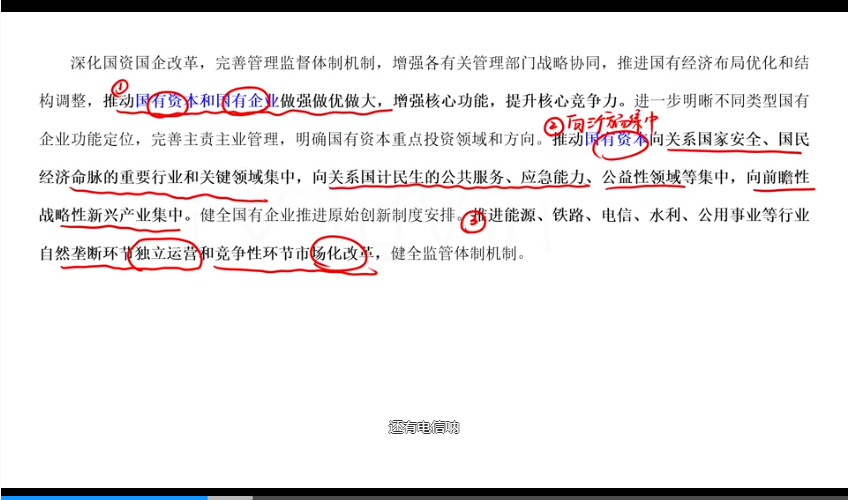 深化国资国企改革，完善管理监督体制机制，增强各有关管理部门战略协同，推进国有经济布局优化和结
①
构调整，推动国有资本和国有企业做强做优做大，增强核心功能，提升核心竞争力。进一步明晰不同类型国有
②向三个方面集中
企业功能定位，完善主责主业管理，明确国有资本重点投资领域和方向。推动国有资本向关系国家安全、国民
经济命脉的重要行业和关键领域集中，向关系国计民生的公共服务、应急能力、公益性领域等集中，向前瞻性
战略性新兴产业集中。健全国有企业推进原始创新制度安排。③推进能源、铁路、电信、水利、公用事业等行业
自然垄断环节独立运营和竞争性环节市场化改革，健全监管体制机制。
还有电信呐